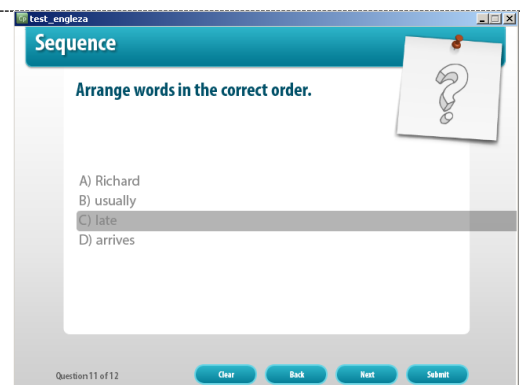 test_engleza
Sequence
Arrange words in the correct order.
A) Richard
B) usually
C) late
D) arrives
Question 11 of 12
Clear
Back
Next
Submit